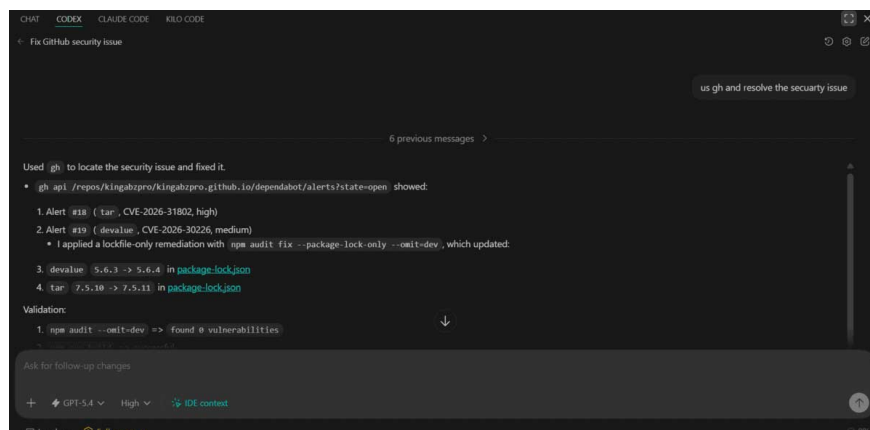 CHAT CODEX CLAUDE CODE KILO CODE
← Fix GitHub security issue
us gh and resolve the secuarty issue
6 previous messages >
Used gh to locate the security issue and fixed it.
• gh api /repos/kingabzpro/kingabzpro.github.io/dependabot/alerts?state=open showed:
1. Alert #18 ( tar , CVE-2026-31802, high)
2. Alert #19 ( devalue , CVE-2026-30226, medium)
• I applied a lockfile-only remediation with npm audit fix --package-lock-only --omit=dev , which updated:
3. devalue 5.6.3 -> 5.6.4 in package-lock.json
4. tar 7.5.10 -> 7.5.11 in package-lock.json
Validation:
1. npm audit --omit=dev => found 0 vulnerabilities
Ask for follow-up changes
+ GPT-5.4 High IDE context